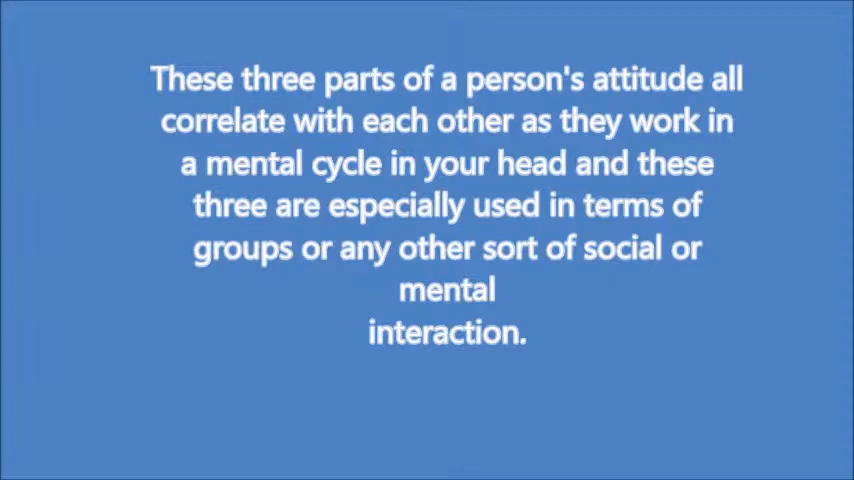 These three parts of a person's attitude all
correlate with each other as they work in
a mental cycle in your head and these
three are especially used in terms of
groups or any other sort of social or
mental
interaction.